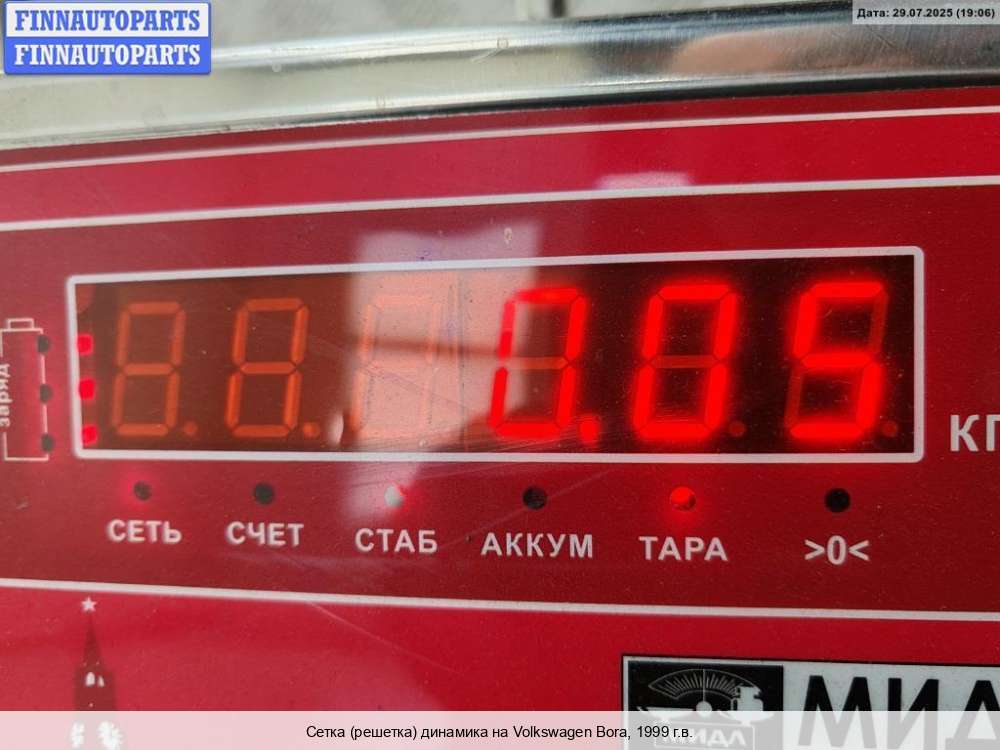 FINNAUTOPARTS
FINNAUTOPARTS
Дата: 29.07.2025 (19:06)
заряд
0.05
КГ
СЕТЬ СЧЕТ СТАБ АККУМ ТАРА >0<
МИДЛ
МИДЛ
Сетка (решетка) динамика на Volkswagen Bora, 1999 г.в.